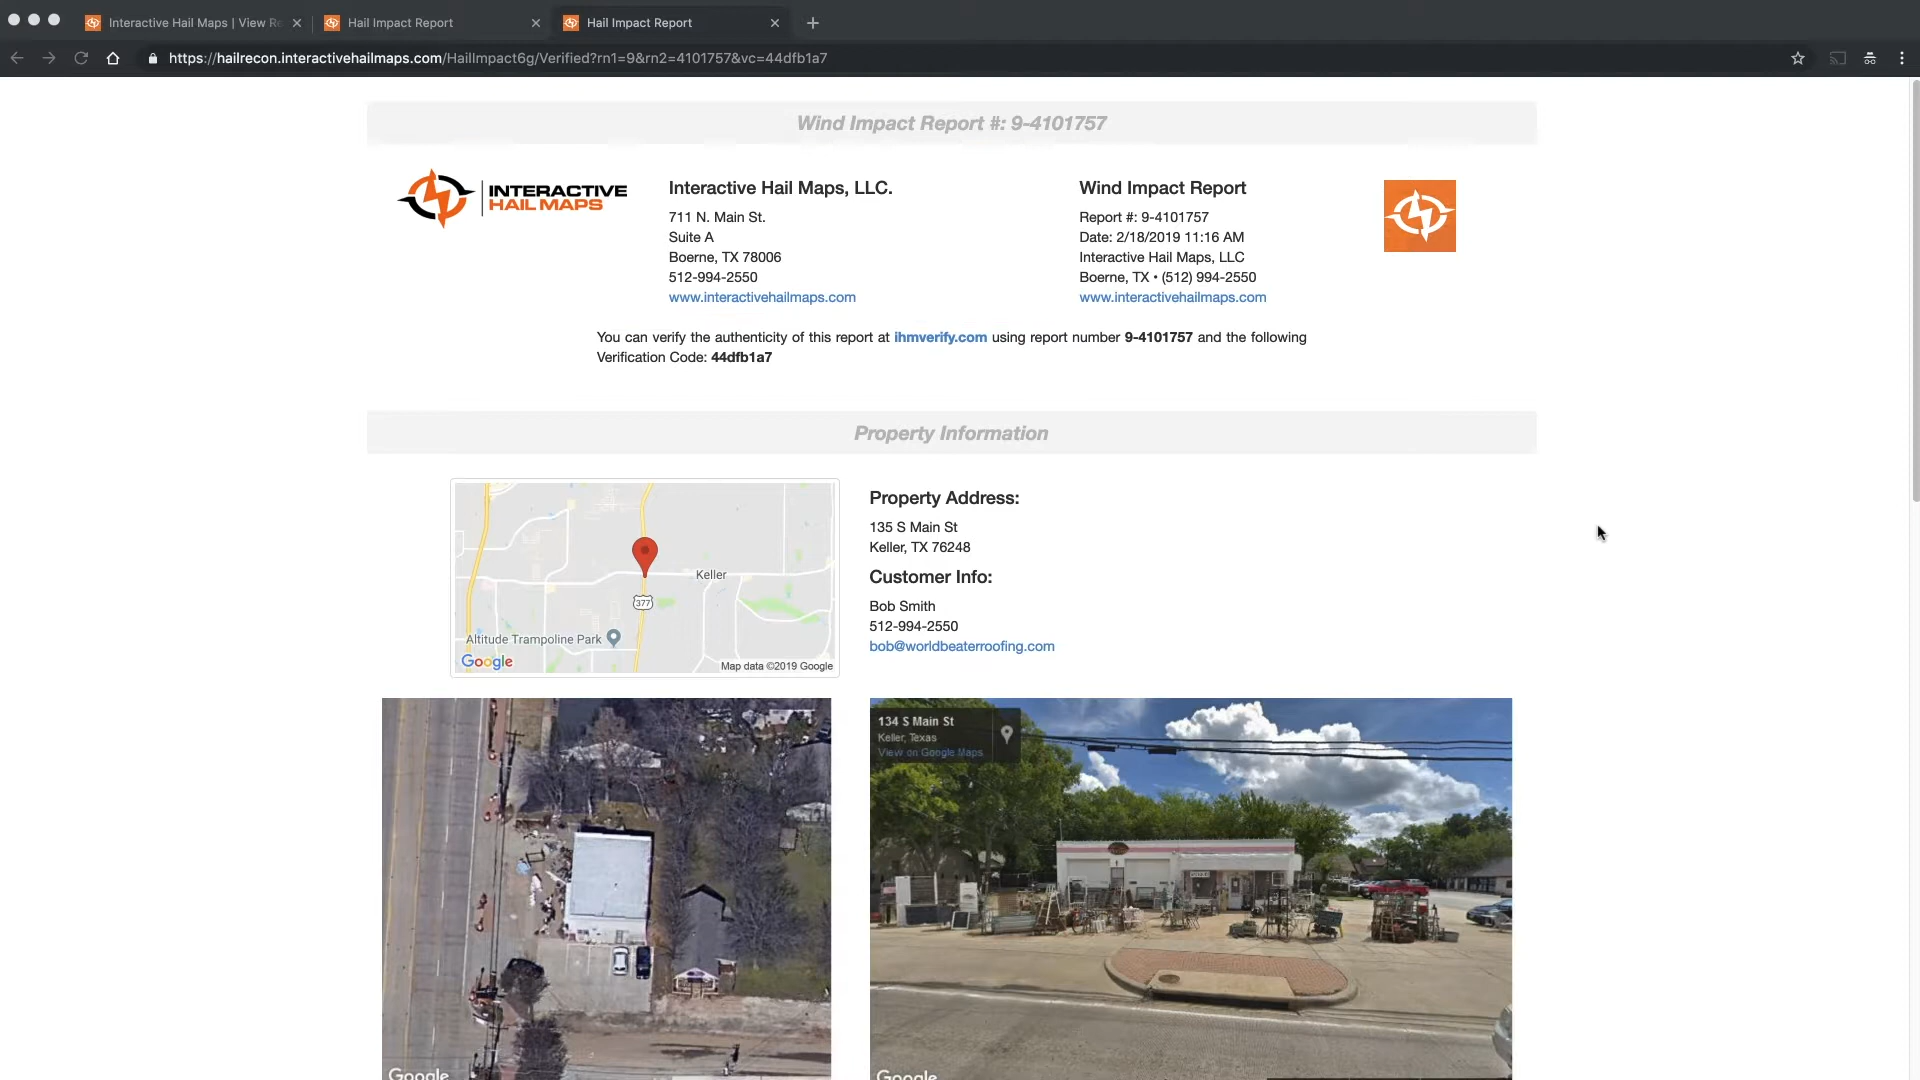 Interactive Hail Maps | View Re
Hail Impact Report
Hail Impact Report
https://hailrecon.interactivehailmaps.com/HailImpact6g/Verified?rn1=9&rn2=4101757&vc=44dfb1a7
Wind Impact Report #: 9-4101757
INTERACTIVE
HAIL MAPS
Interactive Hail Maps, LLC.
711 N. Main St.
Suite A
Boerne, TX 78006
512-994-2550
www.interactivehailmaps.com
Wind Impact Report
Report #: 9-4101757
Date: 2/18/2019 11:16 AM
Interactive Hail Maps, LLC
Boerne, TX • (512) 994-2550
www.interactivehailmaps.com
You can verify the authenticity of this report at ihmverify.com using report number 9-4101757 and the following
Verification Code: 44dfb1a7
Property Information
Keller
377
Altitude Trampoline Park
Google
Map data ©2019 Google
Property Address:
135 S Main St
Keller, TX 76248
Customer Info:
Bob Smith
512-994-2550
bob@worldbeaterroofing.com
134 S Main St
Keller, Texas
View on Google Maps
Google
Google